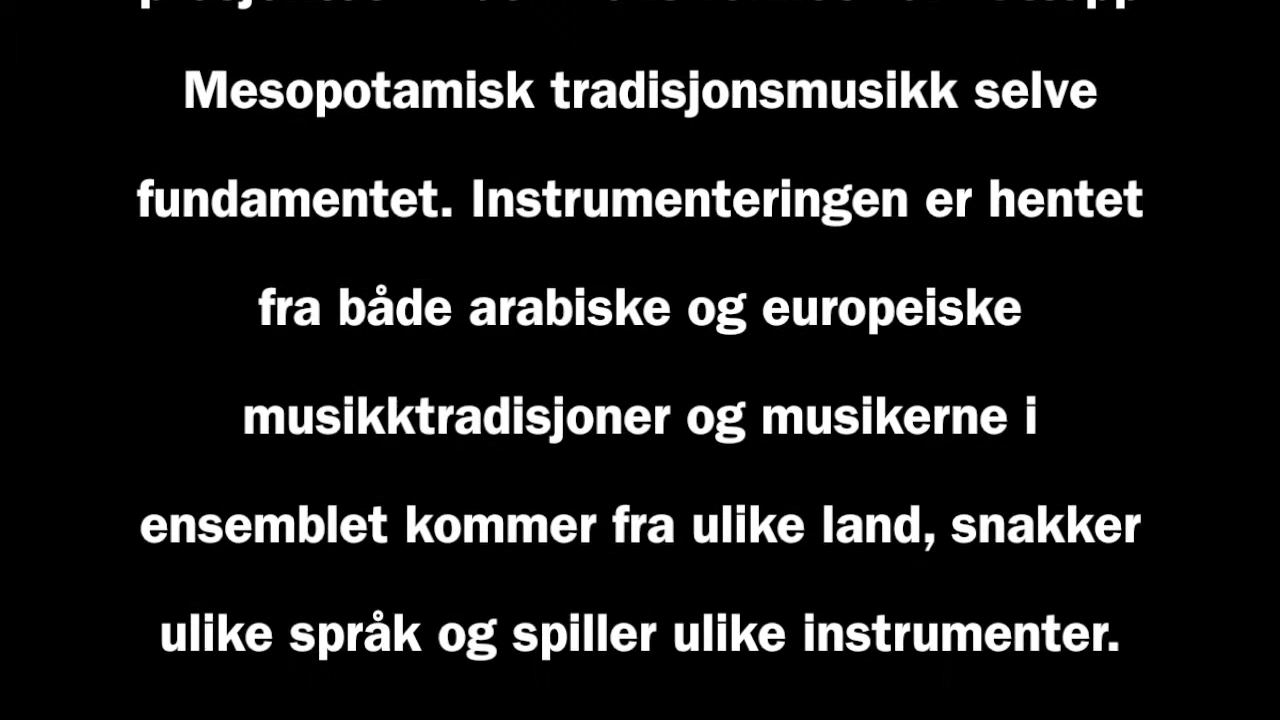 Mesopotamisk tradisjonsmusikk selve
fundamentet. Instrumenteringen er hentet
fra både arabiske og europeiske
musikktradisjoner og musikerne i
ensemblet kommer fra ulike land, snakker
ulike språk og spiller ulike instrumenter.